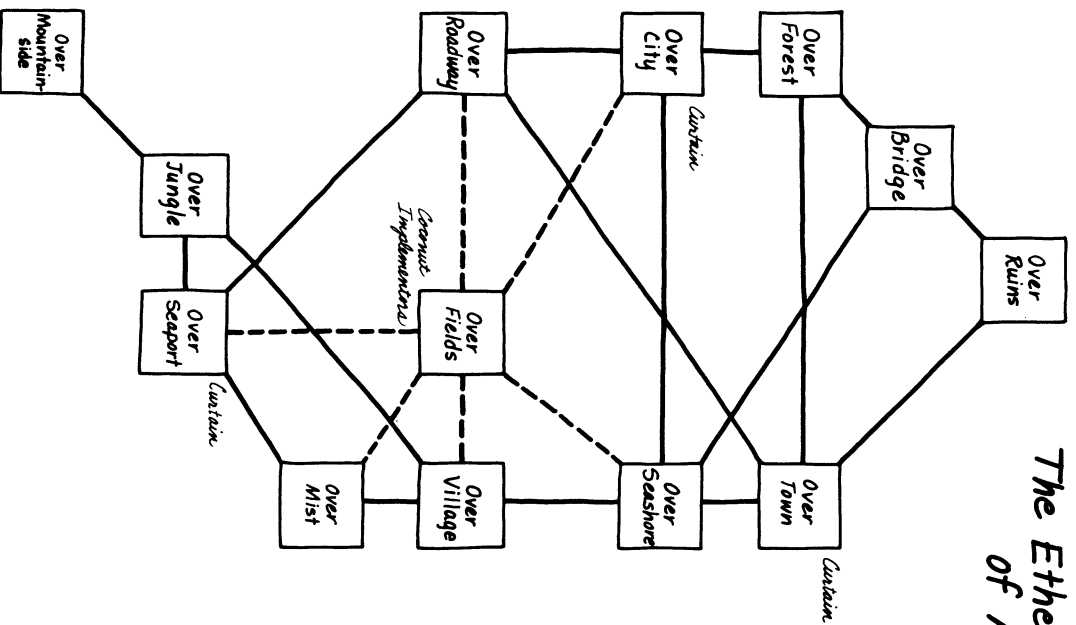 The Ethe
of
Over
Ruins
Over
Bridge
Over
Forest
Over
Town
Curtain
Over
City
Curtain
Over
Seashore
Over
Roadway
Coconut
Implementors
Over
Fields
Over
Village
Over
Mist
Over
Jungle
Over
Seaport
Curtain
Over
Mountain-
side